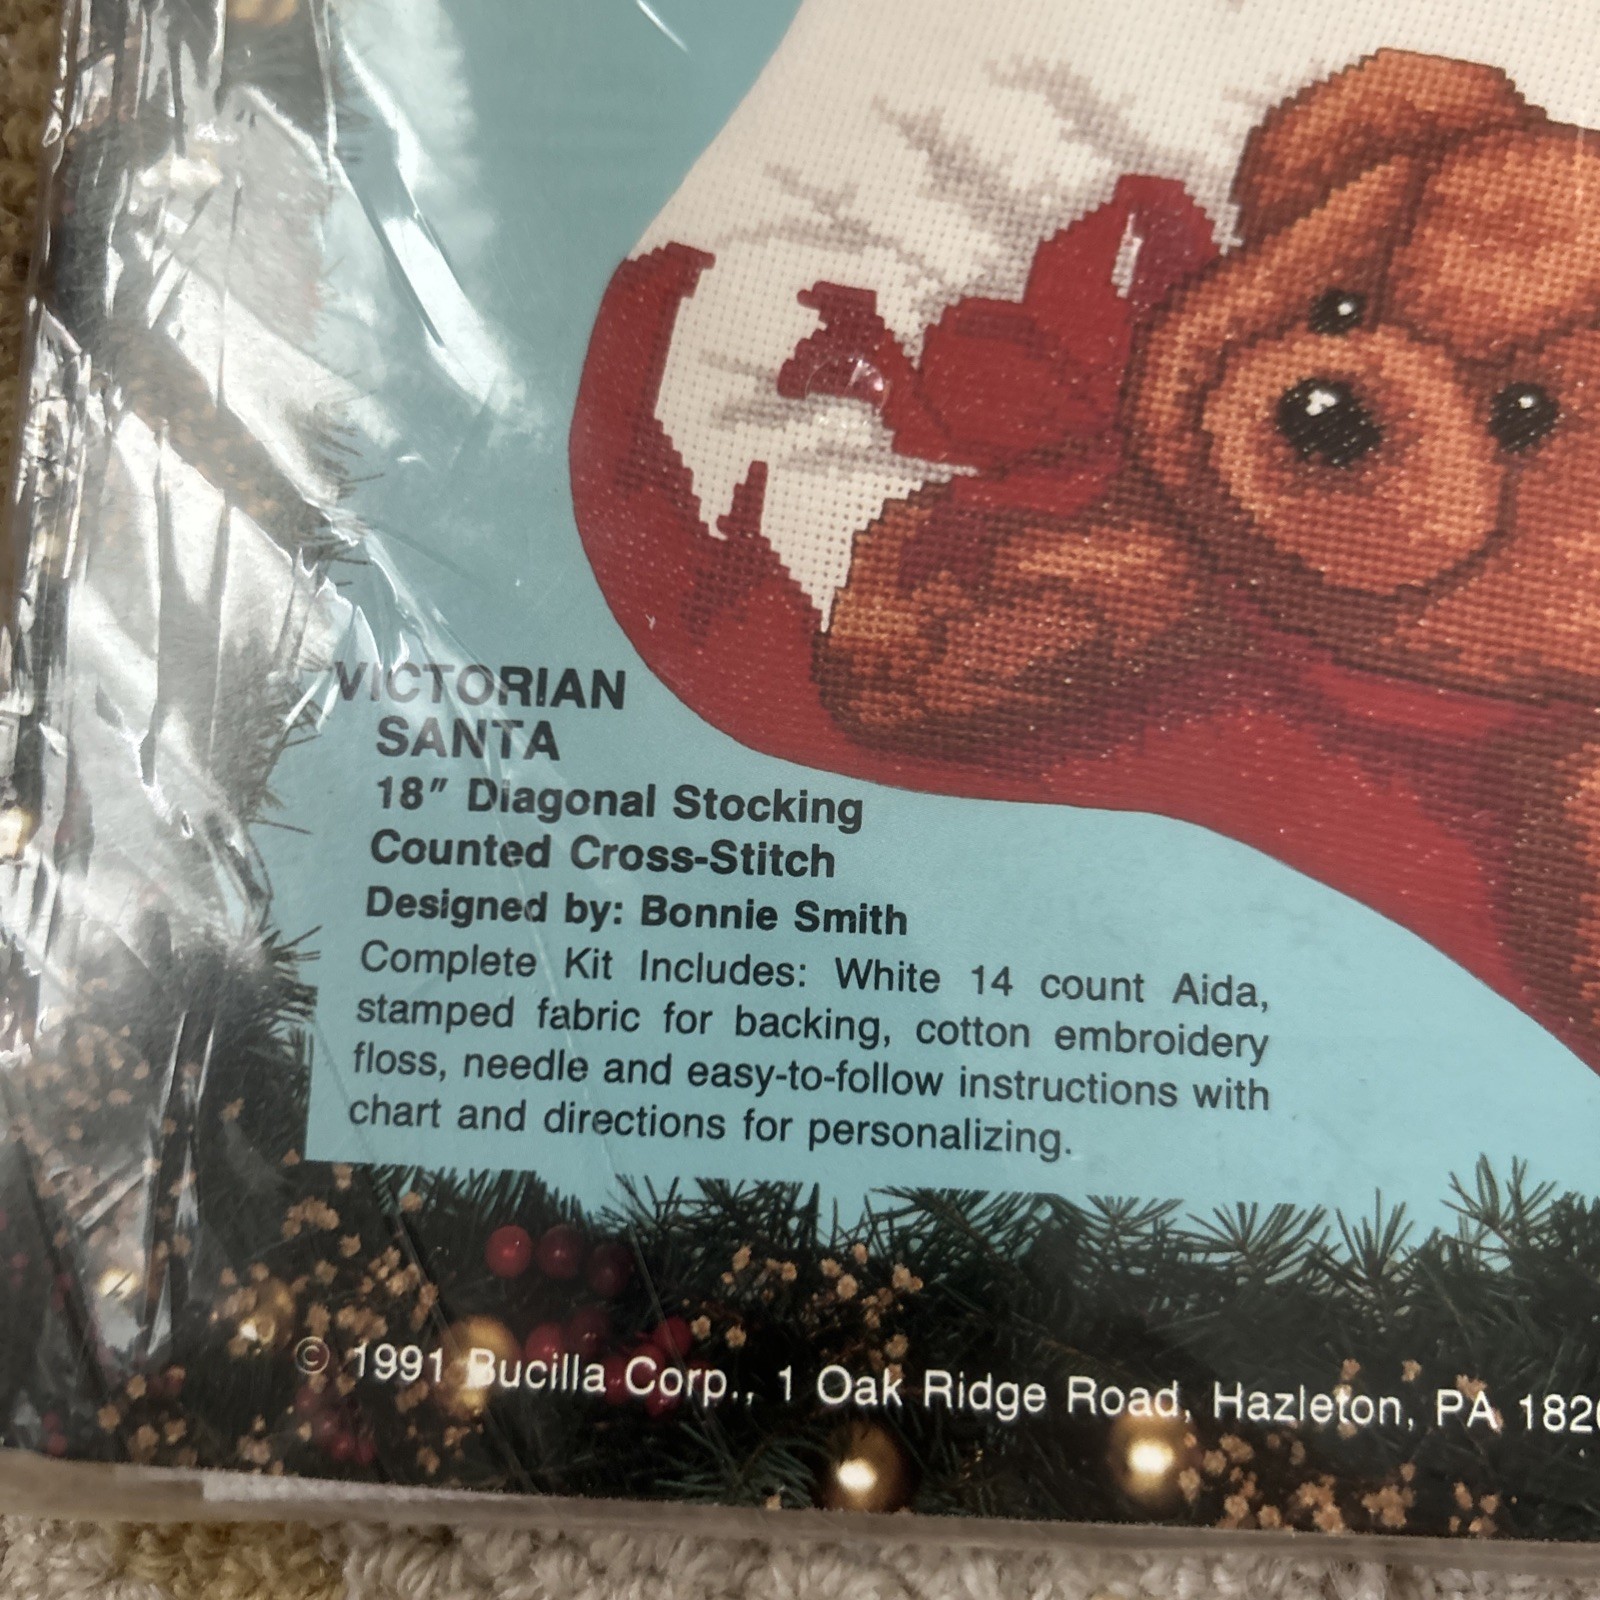 VICTORIAN
SANTA
18" Diagonal Stocking
Counted Cross-Stitch
Designed by: Bonnie Smith
Complete Kit Includes: White 14 count Aida,
stamped fabric for backing, cotton embroidery
floss, needle and easy-to-follow instructions with
chart and directions for personalizing.
© 1991 Bucilla Corp., 1 Oak Ridge Road, Hazleton, PA